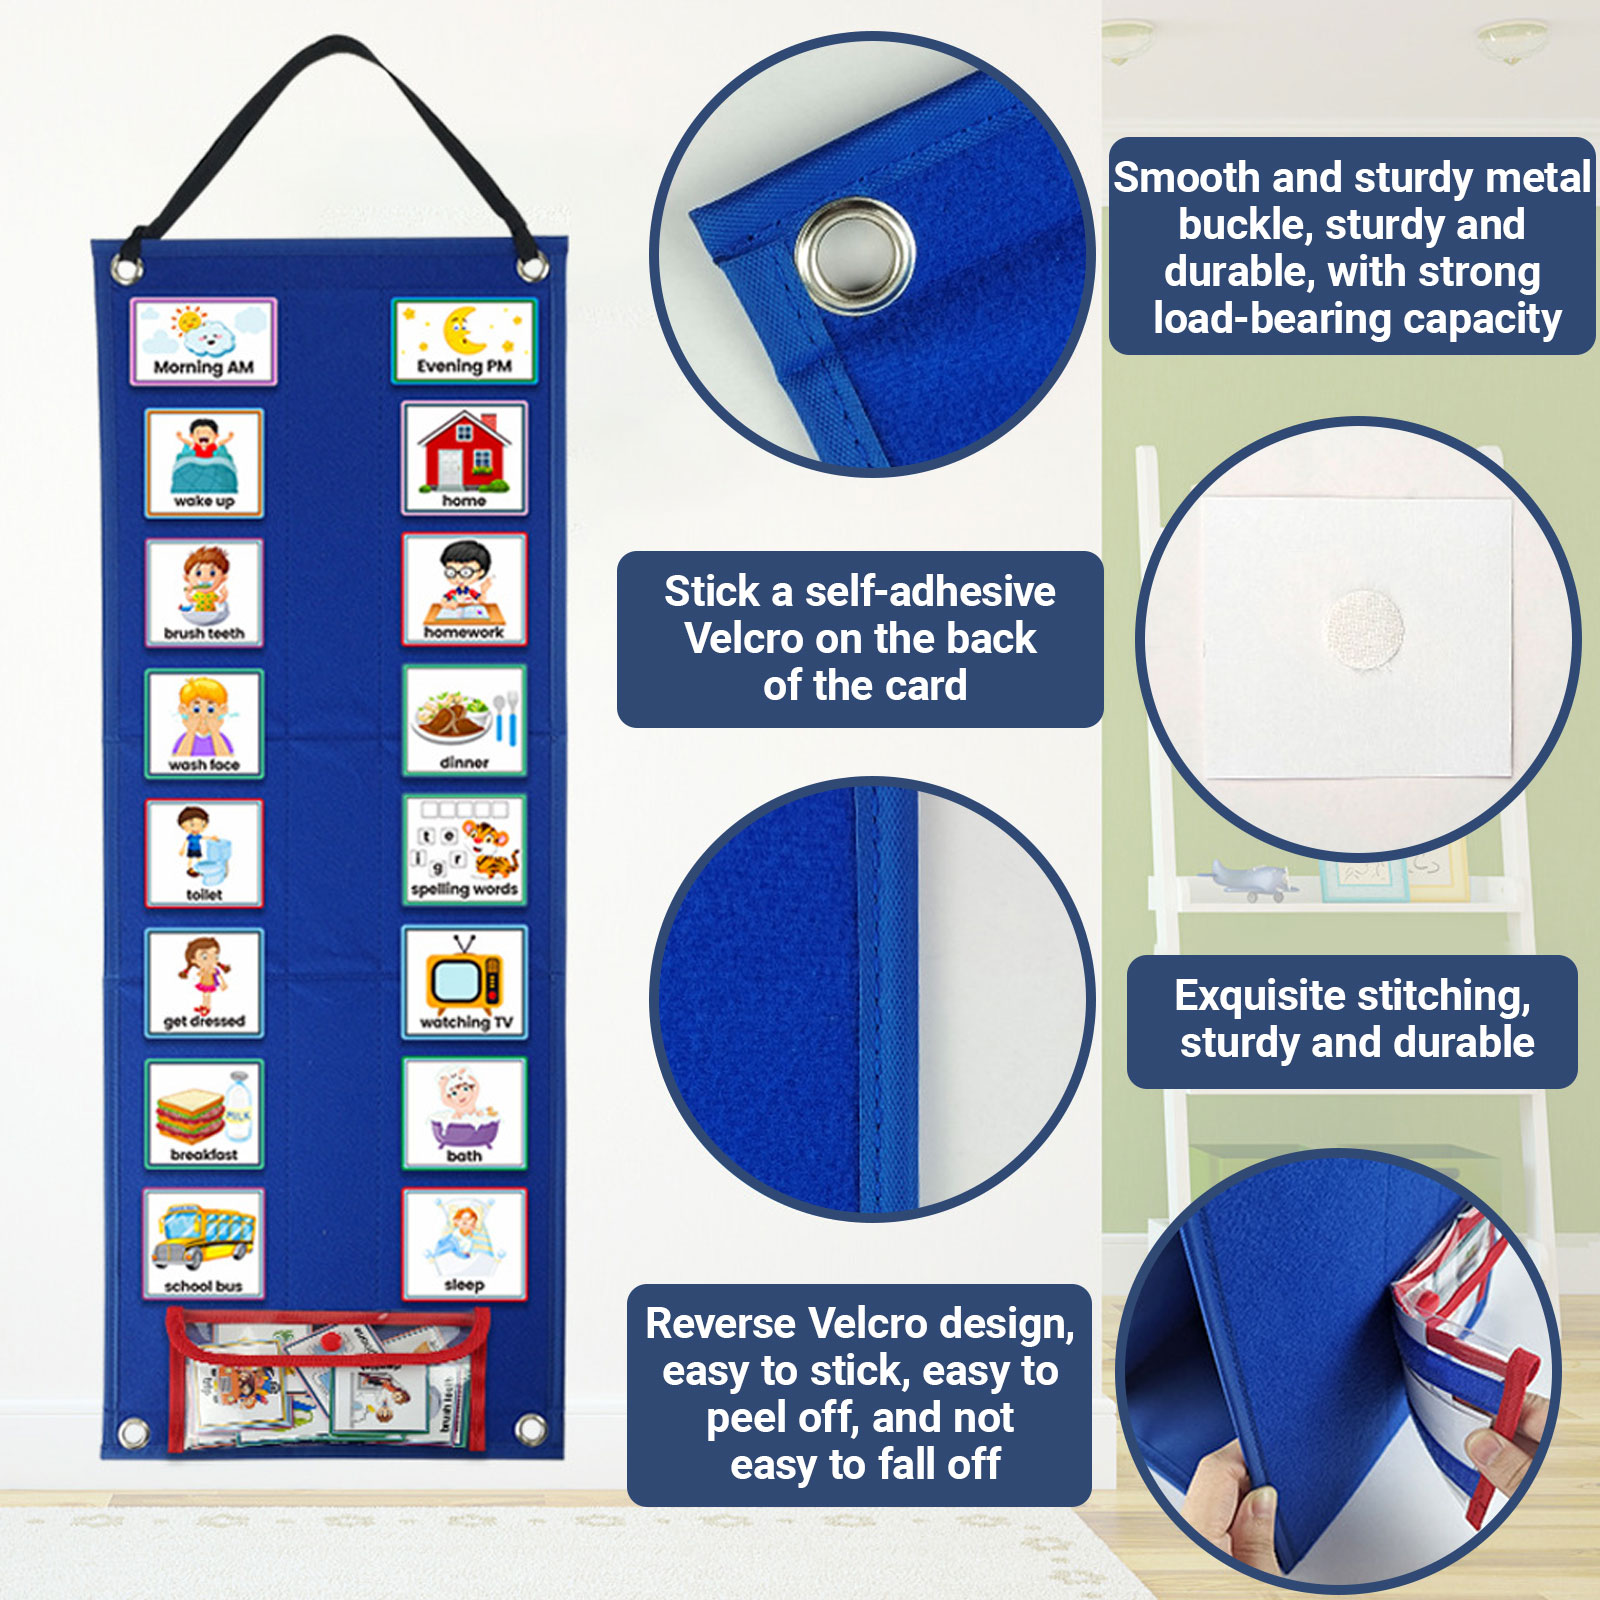 Morning AM
Evening PM
wake up
home
brush teeth
homework
wash face
dinner
toilet
t e
i g r
spelling words
get dressed
watching TV
MILK
breakfast
bath
school bus
sleep
Smooth and sturdy metal
buckle, sturdy and
durable, with strong
load-bearing capacity
Stick a self-adhesive
Velcro on the back
of the card
Exquisite stitching,
sturdy and durable
Reverse Velcro design,
easy to stick, easy to
peel off, and not
easy to fall off